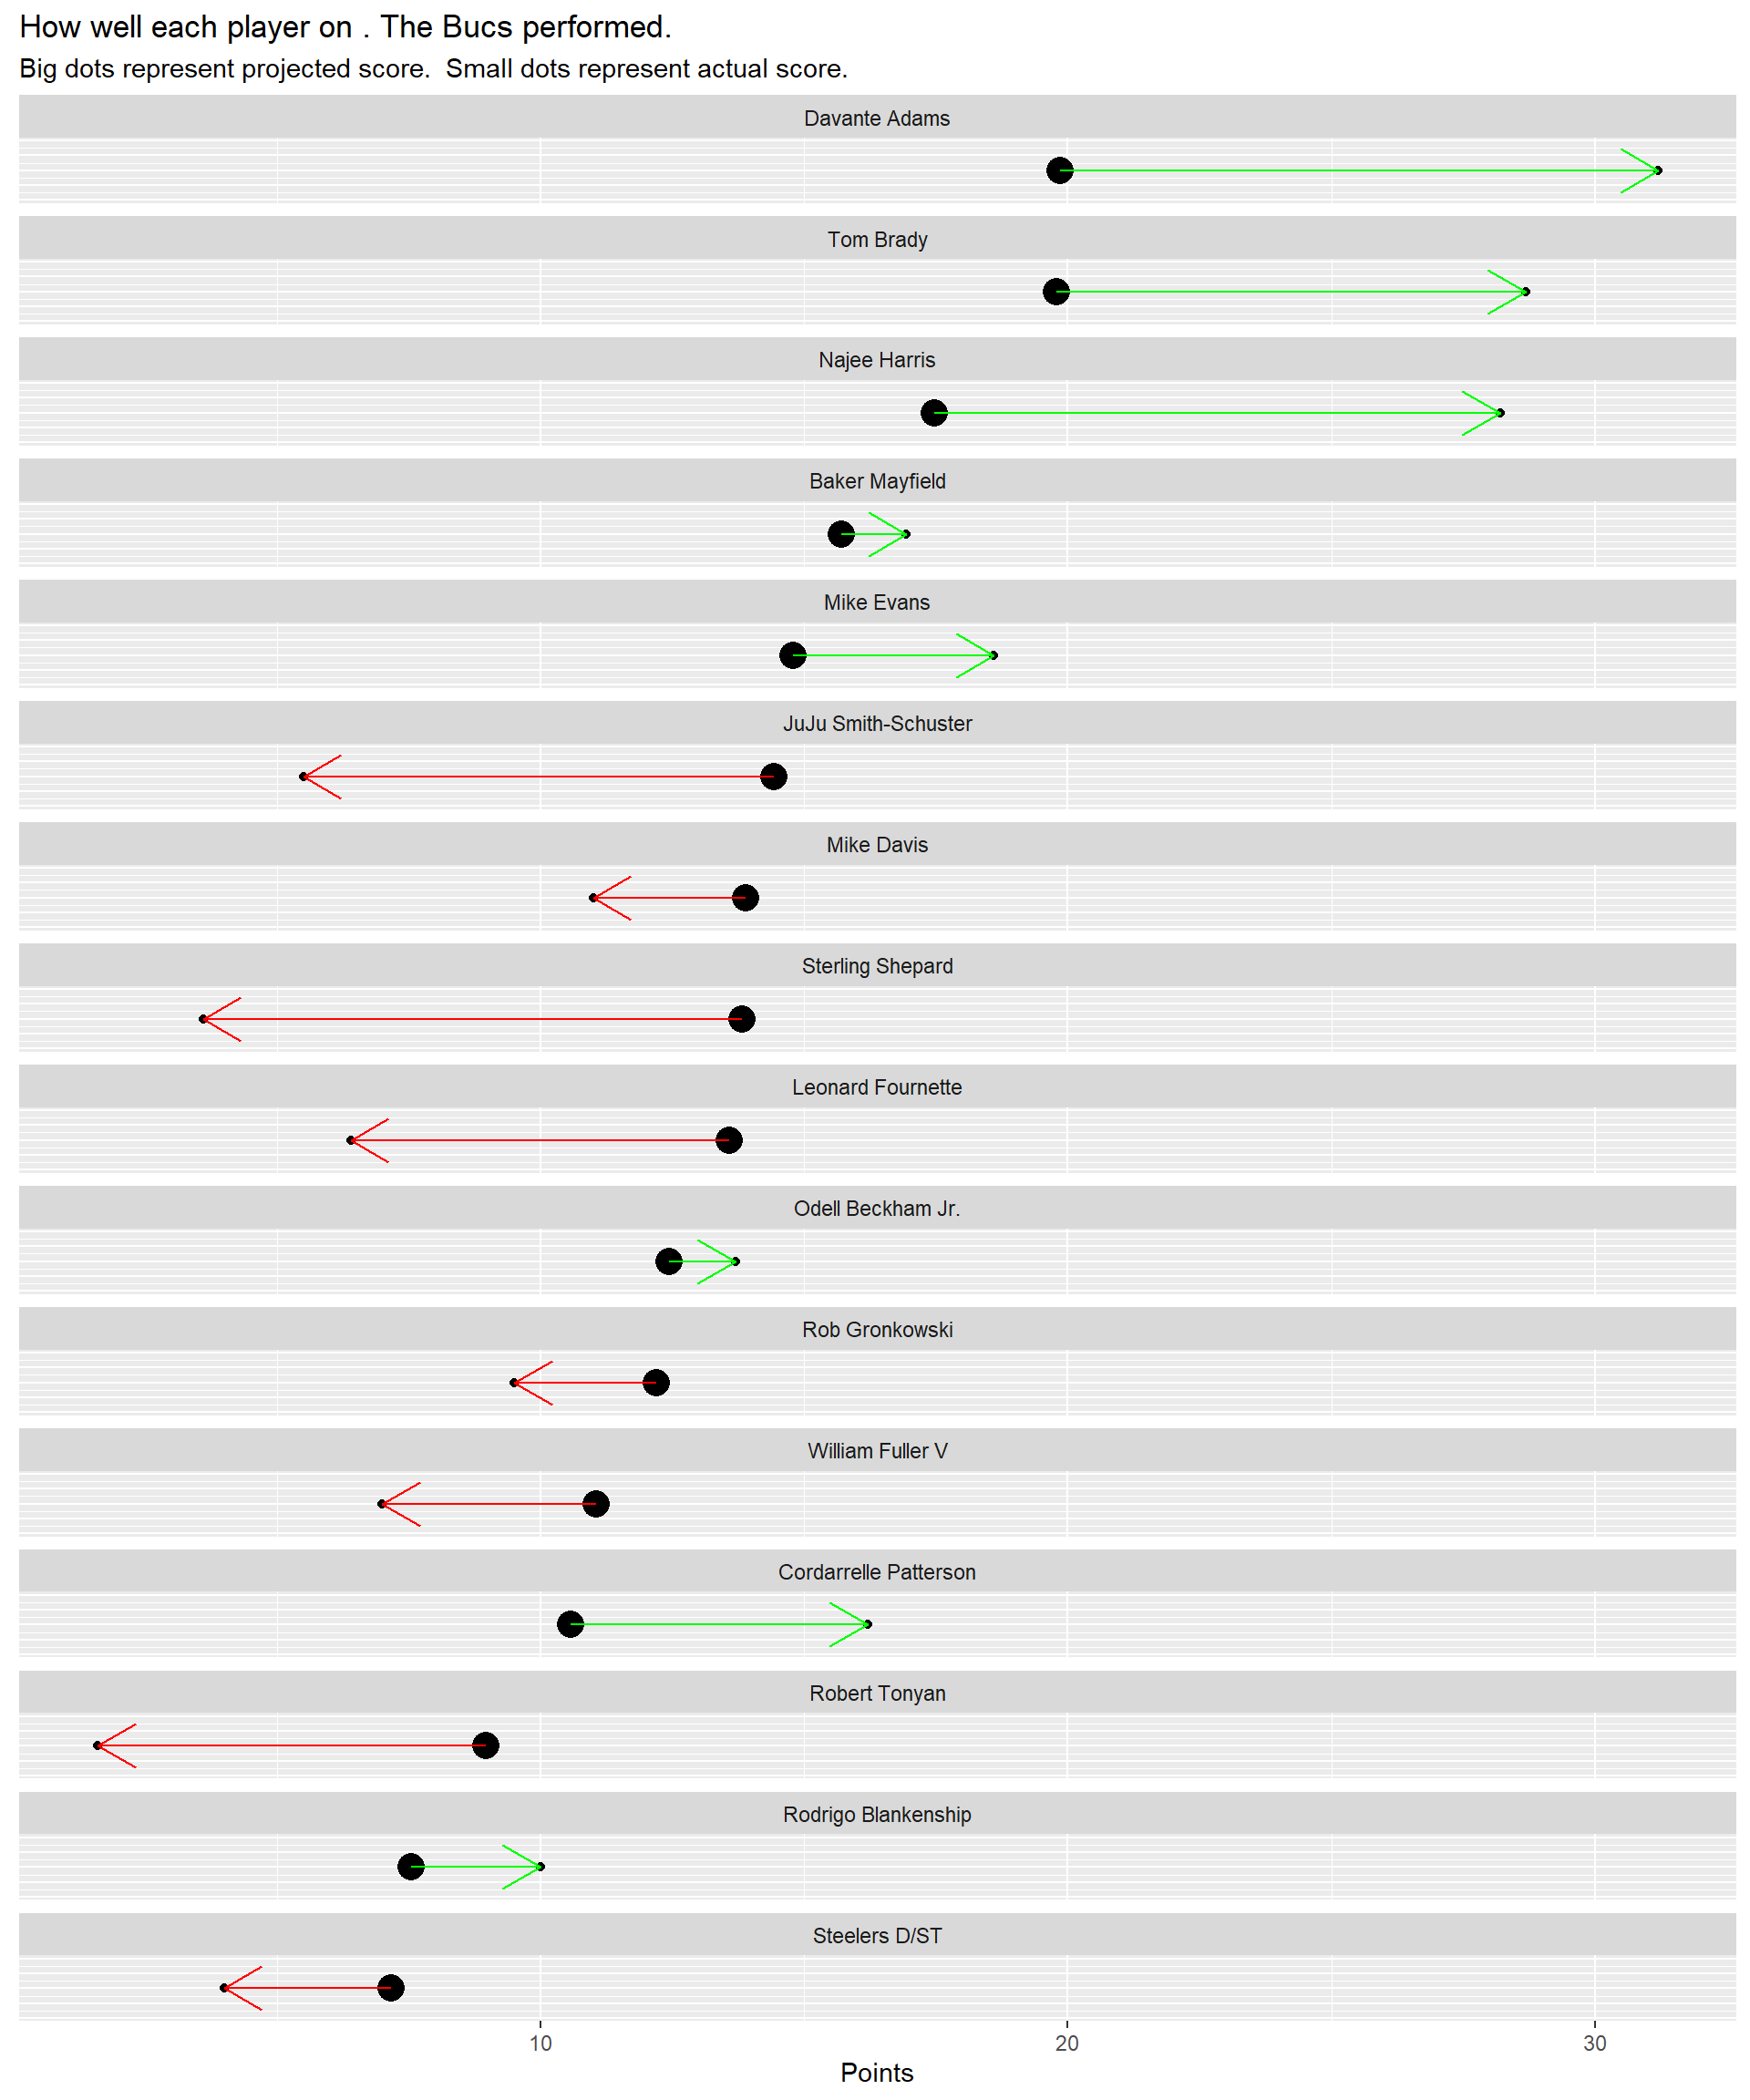 How well each player on . The Bucs performed.
Big dots represent projected score.  Small dots represent actual score.
Davante Adams
Tom Brady
Najee Harris
Baker Mayfield
Mike Evans
JuJu Smith-Schuster
Mike Davis
Sterling Shepard
Leonard Fournette
Odell Beckham Jr.
Rob Gronkowski
William Fuller V
Cordarrelle Patterson
Robert Tonyan
Rodrigo Blankenship
Steelers D/ST
10 20 30
Points